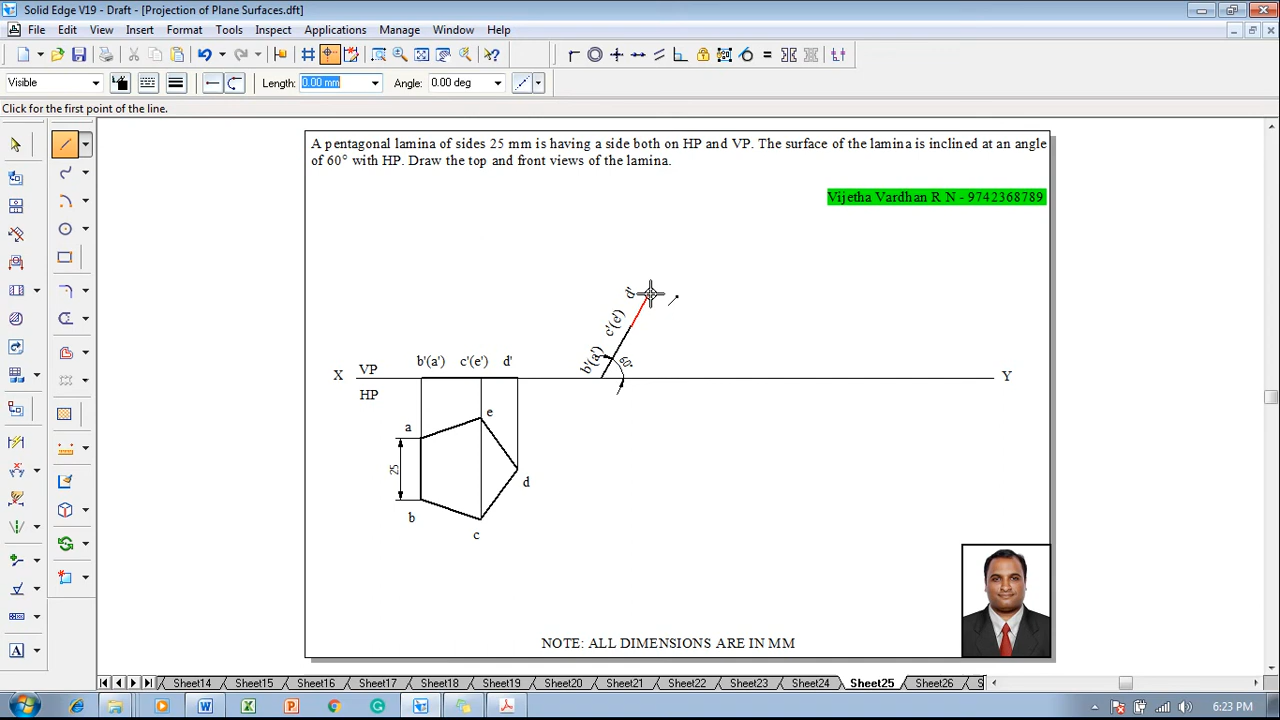 Solid Edge V19 - Draft - [Projection of Plane Surfaces.dft]
File Edit View Insert Format Tools Inspect Applications Manage Window Help
Visible Length: 0.00 mm Angle: 0.00 deg
Click for the first point of the line.
A pentagonal lamina of sides 25 mm is having a side both on HP and VP. The surface of the lamina is inclined at an angle
of 60° with HP. Draw the top and front views of the lamina.
Vijetha Vardhan R N - 9742368789
d'
c'(e')
b'(a')
60°
X VP b'(a') c'(e') d' Y
HP
a e
25
d
b
c
NOTE: ALL DIMENSIONS ARE IN MM
Sheet14 Sheet15 Sheet16 Sheet17 Sheet18 Sheet19 Sheet20 Sheet21 Sheet22 Sheet23 Sheet24 Sheet25 Sheet26 S
6:23 PM